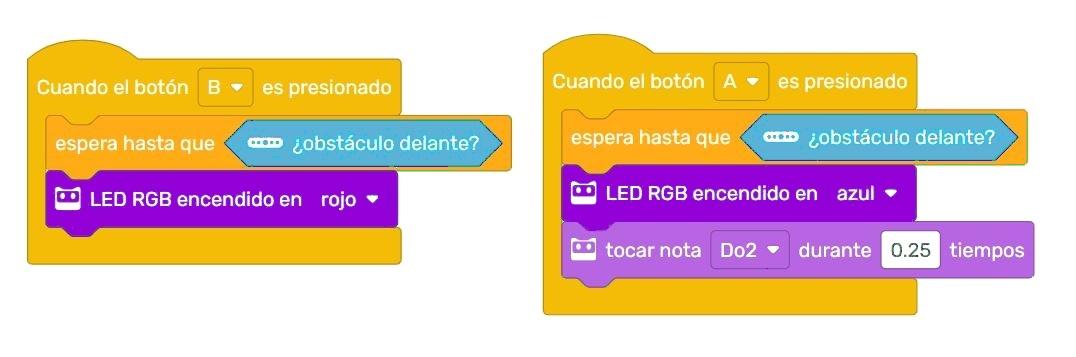 Cuando el botón B es presionado
espera hasta que ¿obstáculo delante?
LED RGB encendido en rojo
Cuando el botón A es presionado
espera hasta que ¿obstáculo delante?
LED RGB encendido en azul
tocar nota Do2 durante 0.25 tiempos